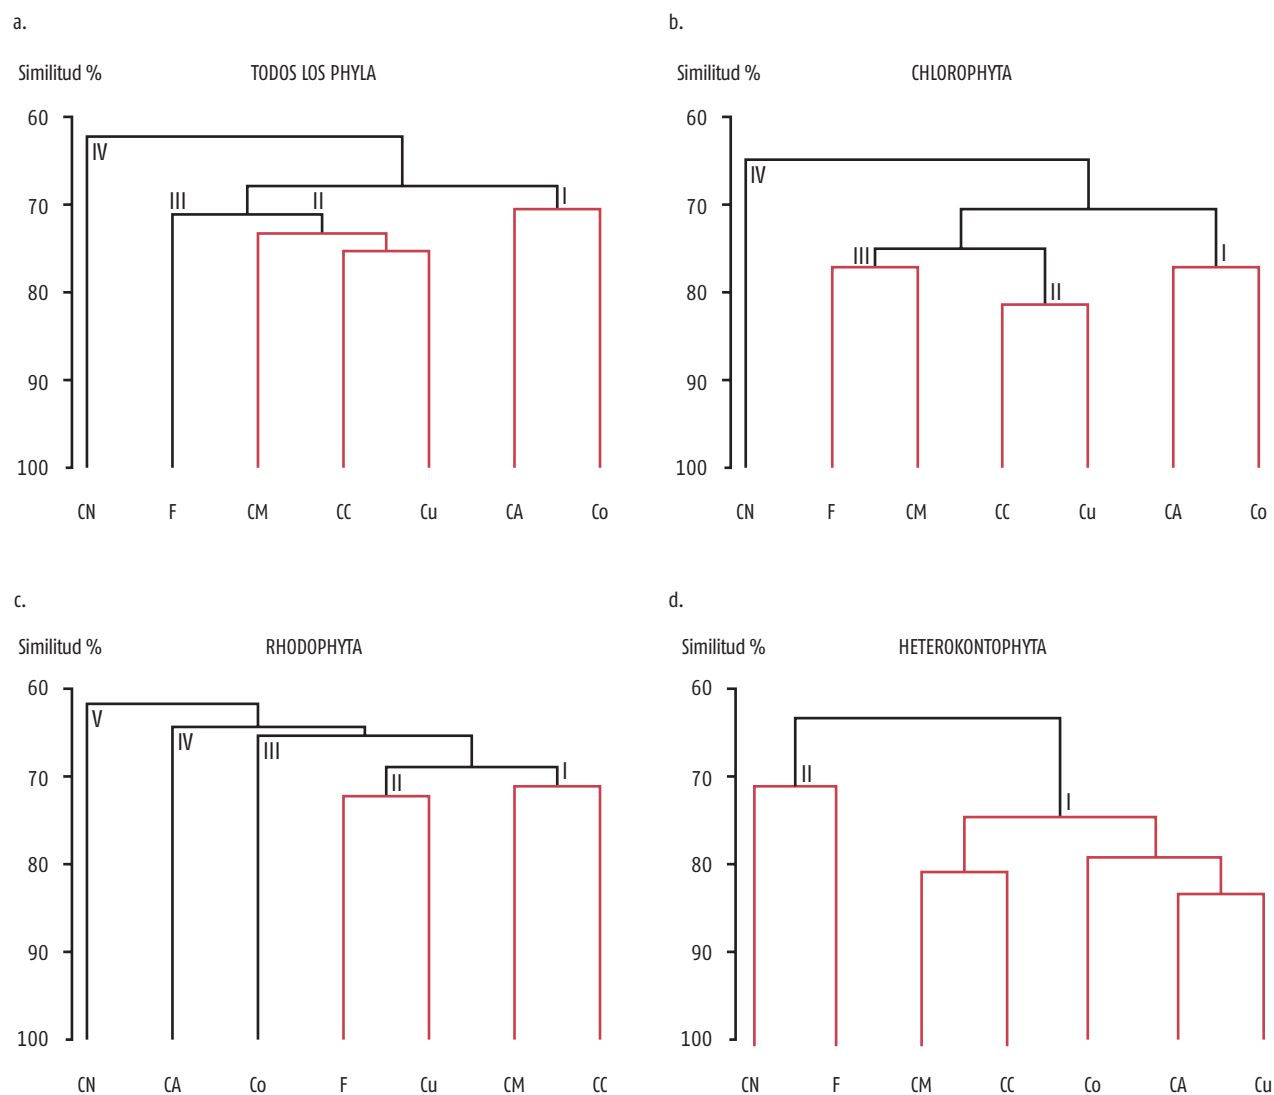 a.
Similitud %
TODOS LOS PHYLA
60
70
80
90
100
IV
III
II
I
CN F CM CC Cu CA Co
b.
Similitud %
CHLOROPHYTA
60
70
80
90
100
IV
III
II
I
CN F CM CC Cu CA Co
c.
Similitud %
RHODOPHYTA
60
70
80
90
100
V
IV
III
II
I
CN CA Co F Cu CM CC
d.
Similitud %
HETEROKONTOPHYTA
60
70
80
90
100
II
I
CN F CM CC Co CA Cu